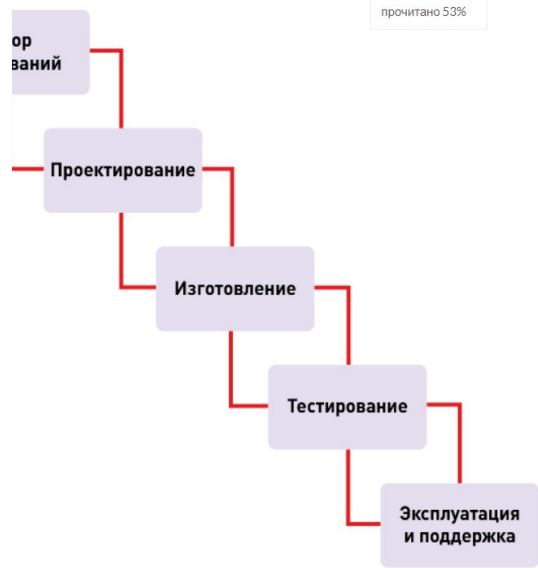 прочитано 53%
ор
ваний
Проектирование
Изготовление
Тестирование
Эксплуатация
и поддержка